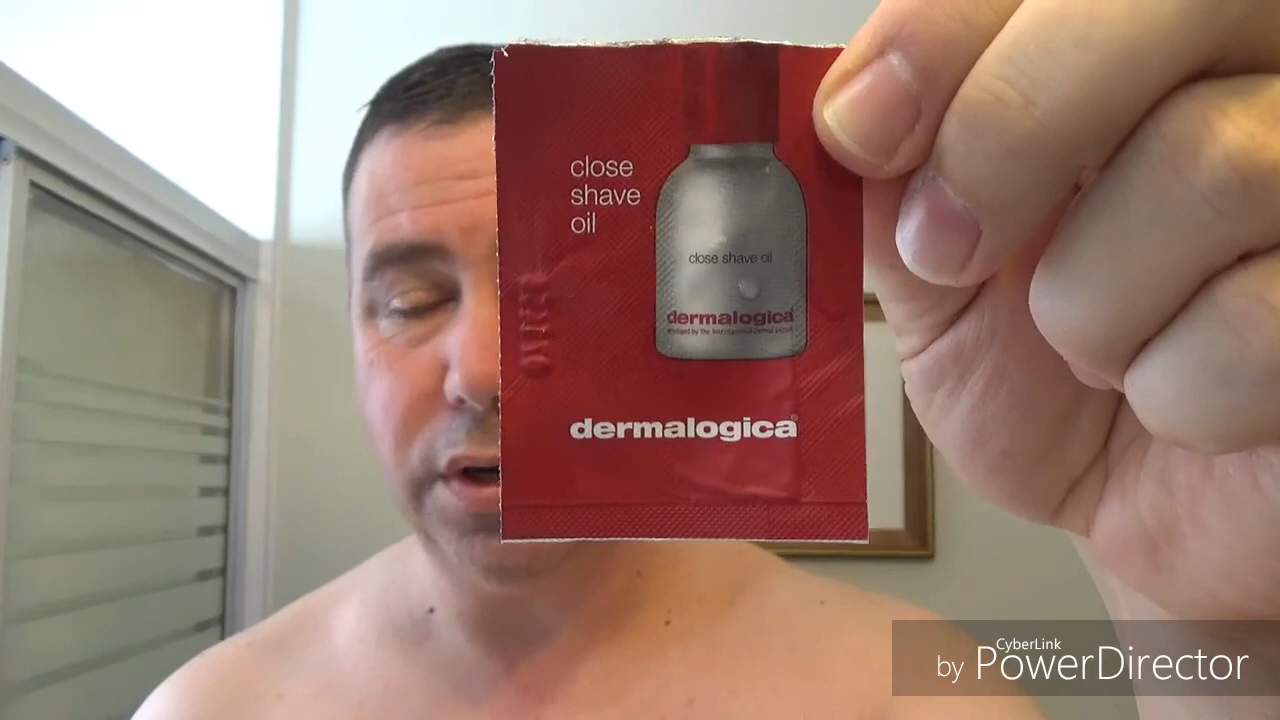 close
shave
oil
close shave oil
dermalogica
dermalogica®
CyberLink
by PowerDirector